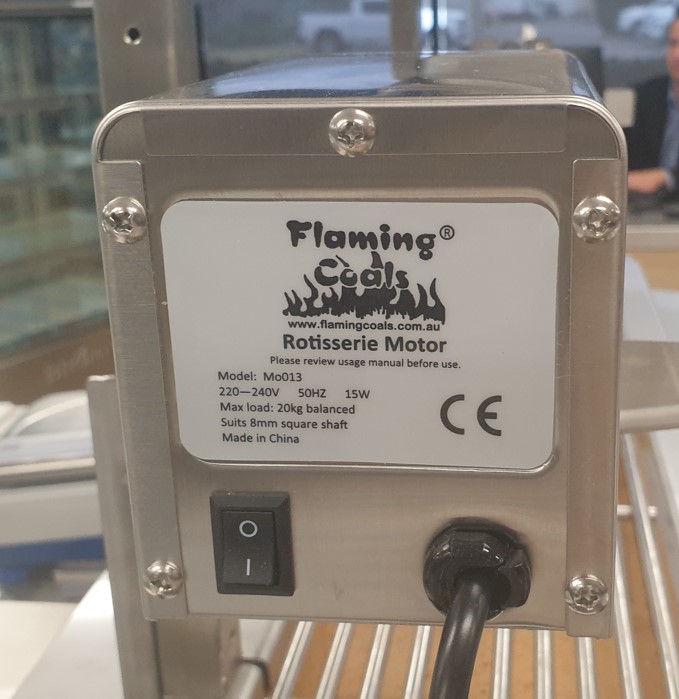 Flaming®
Coals
www.flamingcoals.com.au
Rotisserie Motor
Please review usage manual before use.
Model: Mo013
220—240V 50HZ 15W
Max load: 20kg balanced
Suits 8mm square shaft
Made in China
CE
O
I